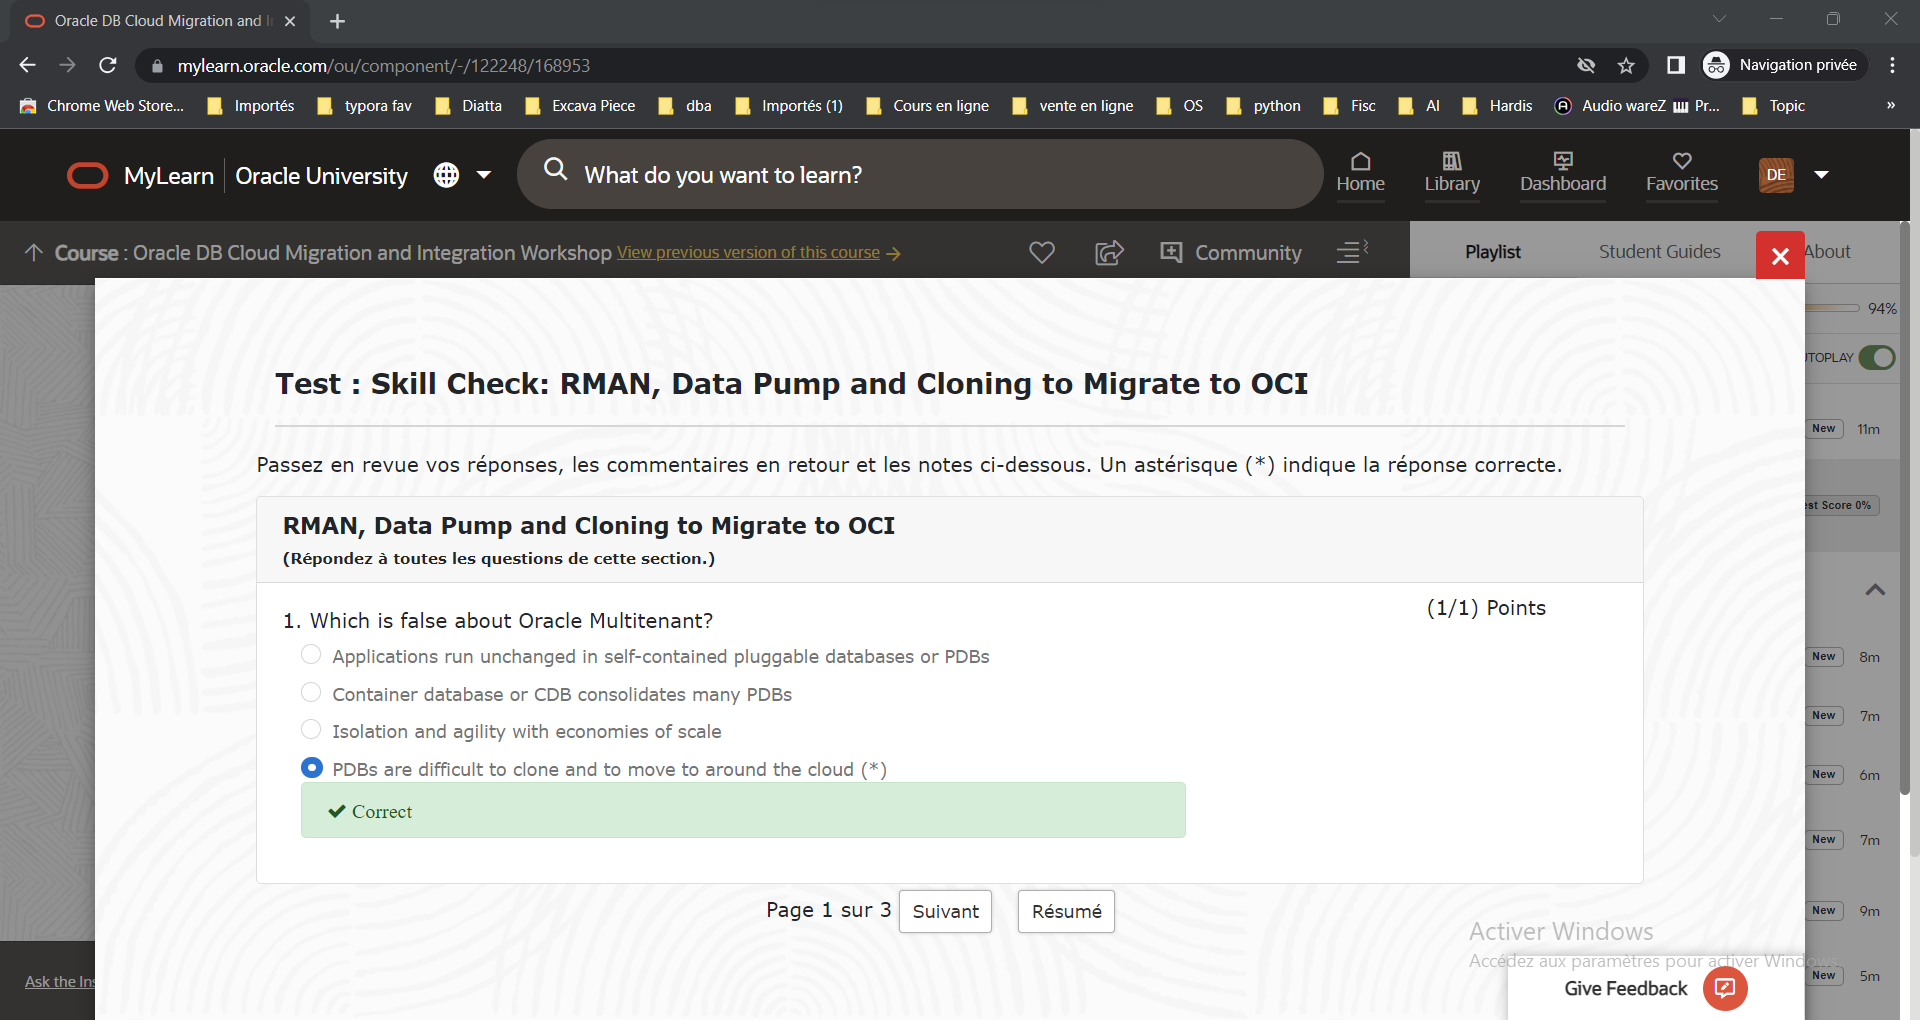 Oracle DB Cloud Migration and I
mylearn.oracle.com/ou/component/-/122248/168953
Navigation privée
Chrome Web Store... Importés typora fav Diatta Excava Piece dba Importés (1) Cours en ligne vente en ligne OS python Fisc AI Hardis Audio wareZ Pr... Topic »
MyLearn Oracle University What do you want to learn? Home Library Dashboard Favorites DE
Course : Oracle DB Cloud Migration and Integration Workshop View previous version of this course → Community Playlist Student Guides About
94%
Test : Skill Check: RMAN, Data Pump and Cloning to Migrate to OCI
TOPLAY
New 11m
Passez en revue vos réponses, les commentaires en retour et les notes ci-dessous. Un astérisque (*) indique la réponse correcte.
est Score 0%
RMAN, Data Pump and Cloning to Migrate to OCI
(Répondez à toutes les questions de cette section.)
(1/1) Points
1. Which is false about Oracle Multitenant?
Applications run unchanged in self-contained pluggable databases or PDBs
New 8m
Container database or CDB consolidates many PDBs
New 7m
Isolation and agility with economies of scale
PDBs are difficult to clone and to move to around the cloud (*)
New 6m
✔ Correct
New 7m
Page 1 sur 3 Suivant Résumé
New 9m
Activer Windows
Accédez aux paramètres pour activer Windows
New 5m
Ask the Ins
Give Feedback